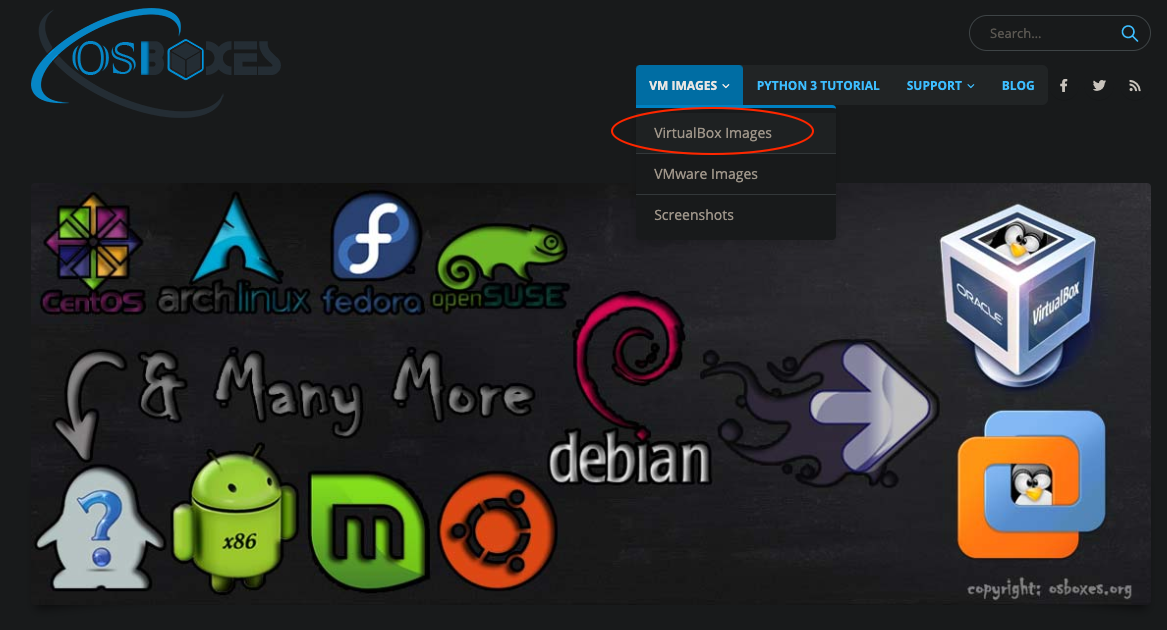 OSBOXES
Search...
VM IMAGES
PYTHON 3 TUTORIAL
SUPPORT
BLOG
VirtualBox Images
VMware Images
Screenshots
CentOS
archlinux
fedora
openSUSE
ORACLE
VirtualBox
& Many More
debian
?
x86
copyright: osboxes.org